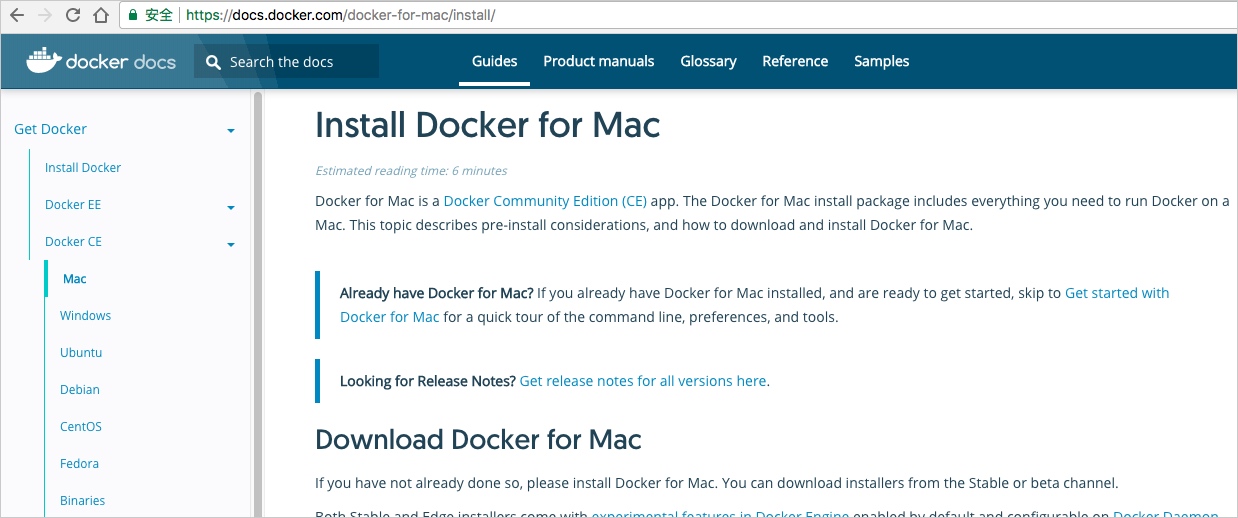 安全 https://docs.docker.com/docker-for-mac/install/
docker docs
Search the docs
Guides Product manuals Glossary Reference Samples
Get Docker
Install Docker
Docker EE
Docker CE
Mac
Windows
Ubuntu
Debian
CentOS
Fedora
Binaries
Install Docker for Mac
Estimated reading time: 6 minutes
Docker for Mac is a Docker Community Edition (CE) app. The Docker for Mac install package includes everything you need to run Docker on a
Mac. This topic describes pre-install considerations, and how to download and install Docker for Mac.
Already have Docker for Mac? If you already have Docker for Mac installed, and are ready to get started, skip to Get started with
Docker for Mac for a quick tour of the command line, preferences, and tools.
Looking for Release Notes? Get release notes for all versions here.
Download Docker for Mac
If you have not already done so, please install Docker for Mac. You can download installers from the Stable or beta channel.
Both Stable and Edge installers come with experimental features in Docker Engine enabled by default and configurable on Docker Daemon